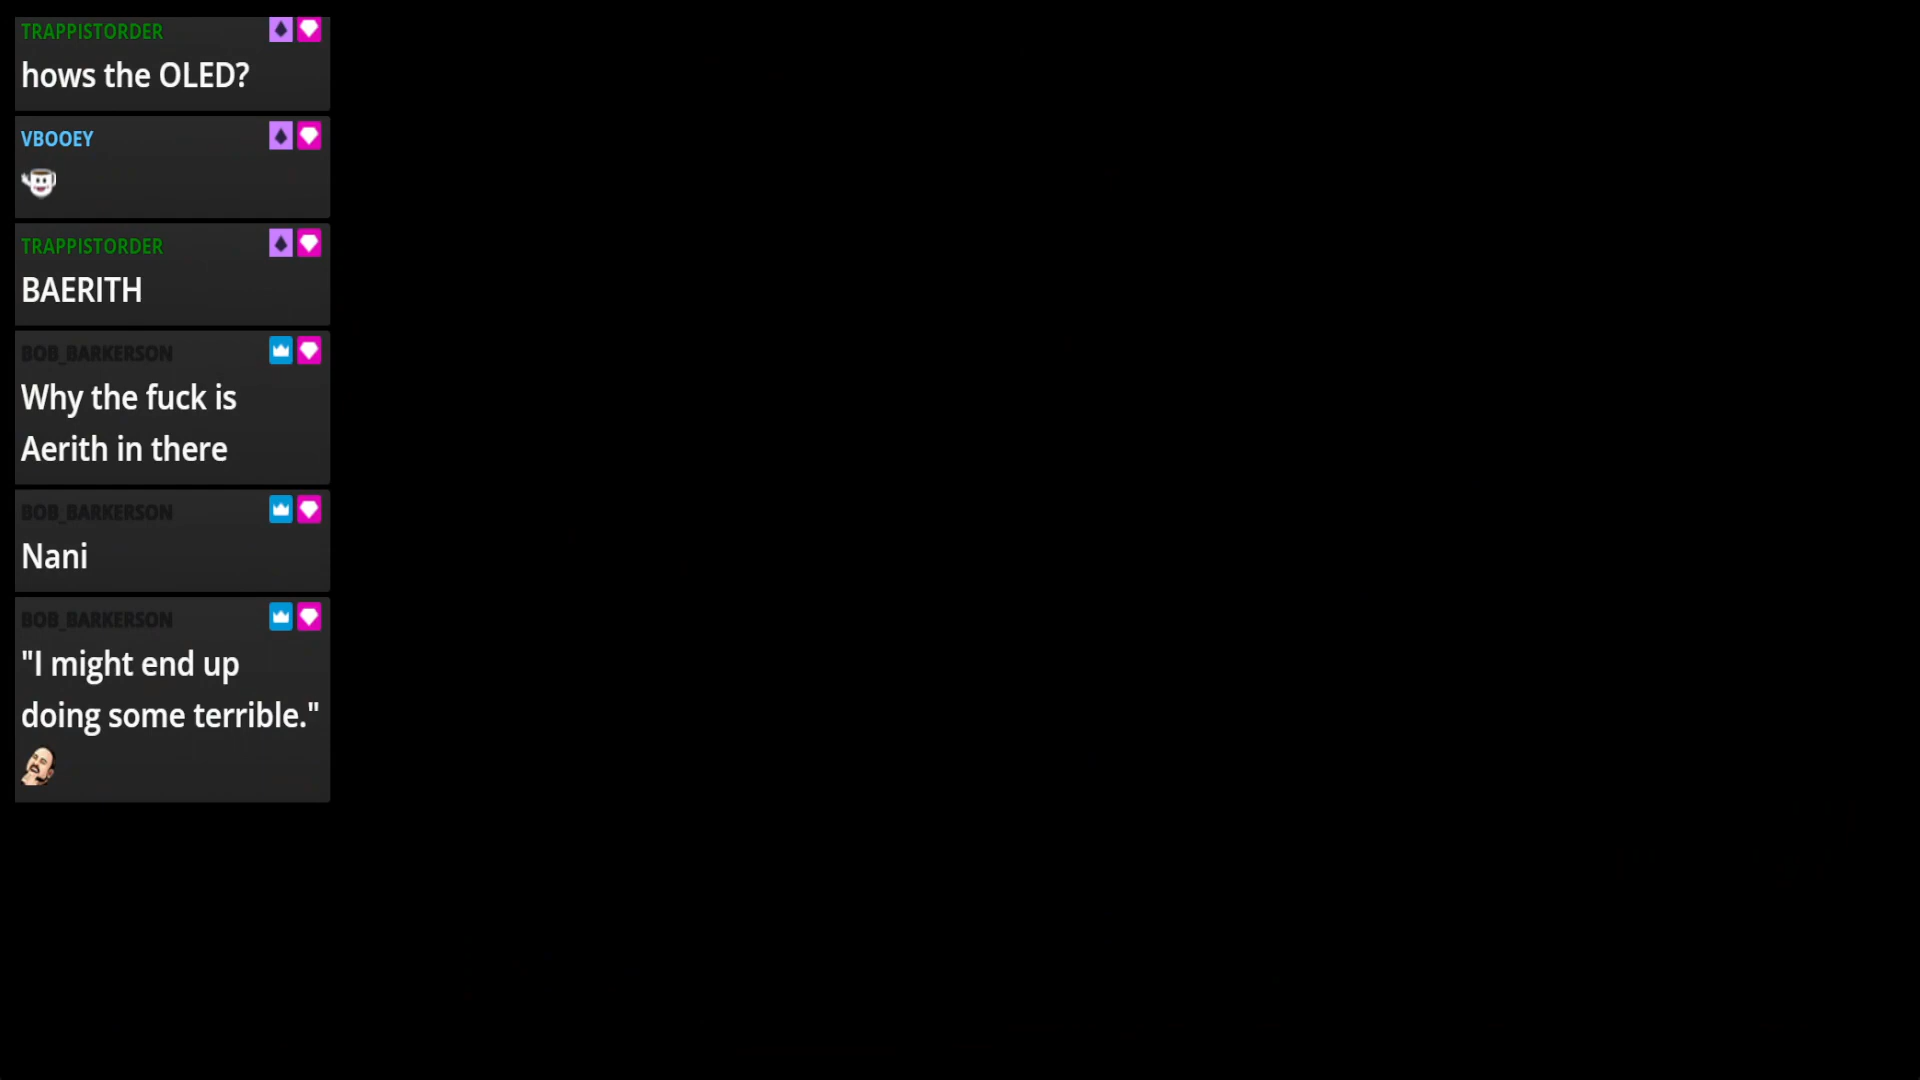 TRAPPISTORDER
hows the OLED?
VBOOEY
TRAPPISTORDER
BAERITH
BOB_BARKERSON
Why the fuck is
Aerith in there
BOB_BARKERSON
Nani
BOB_BARKERSON
"I might end up
doing some terrible."